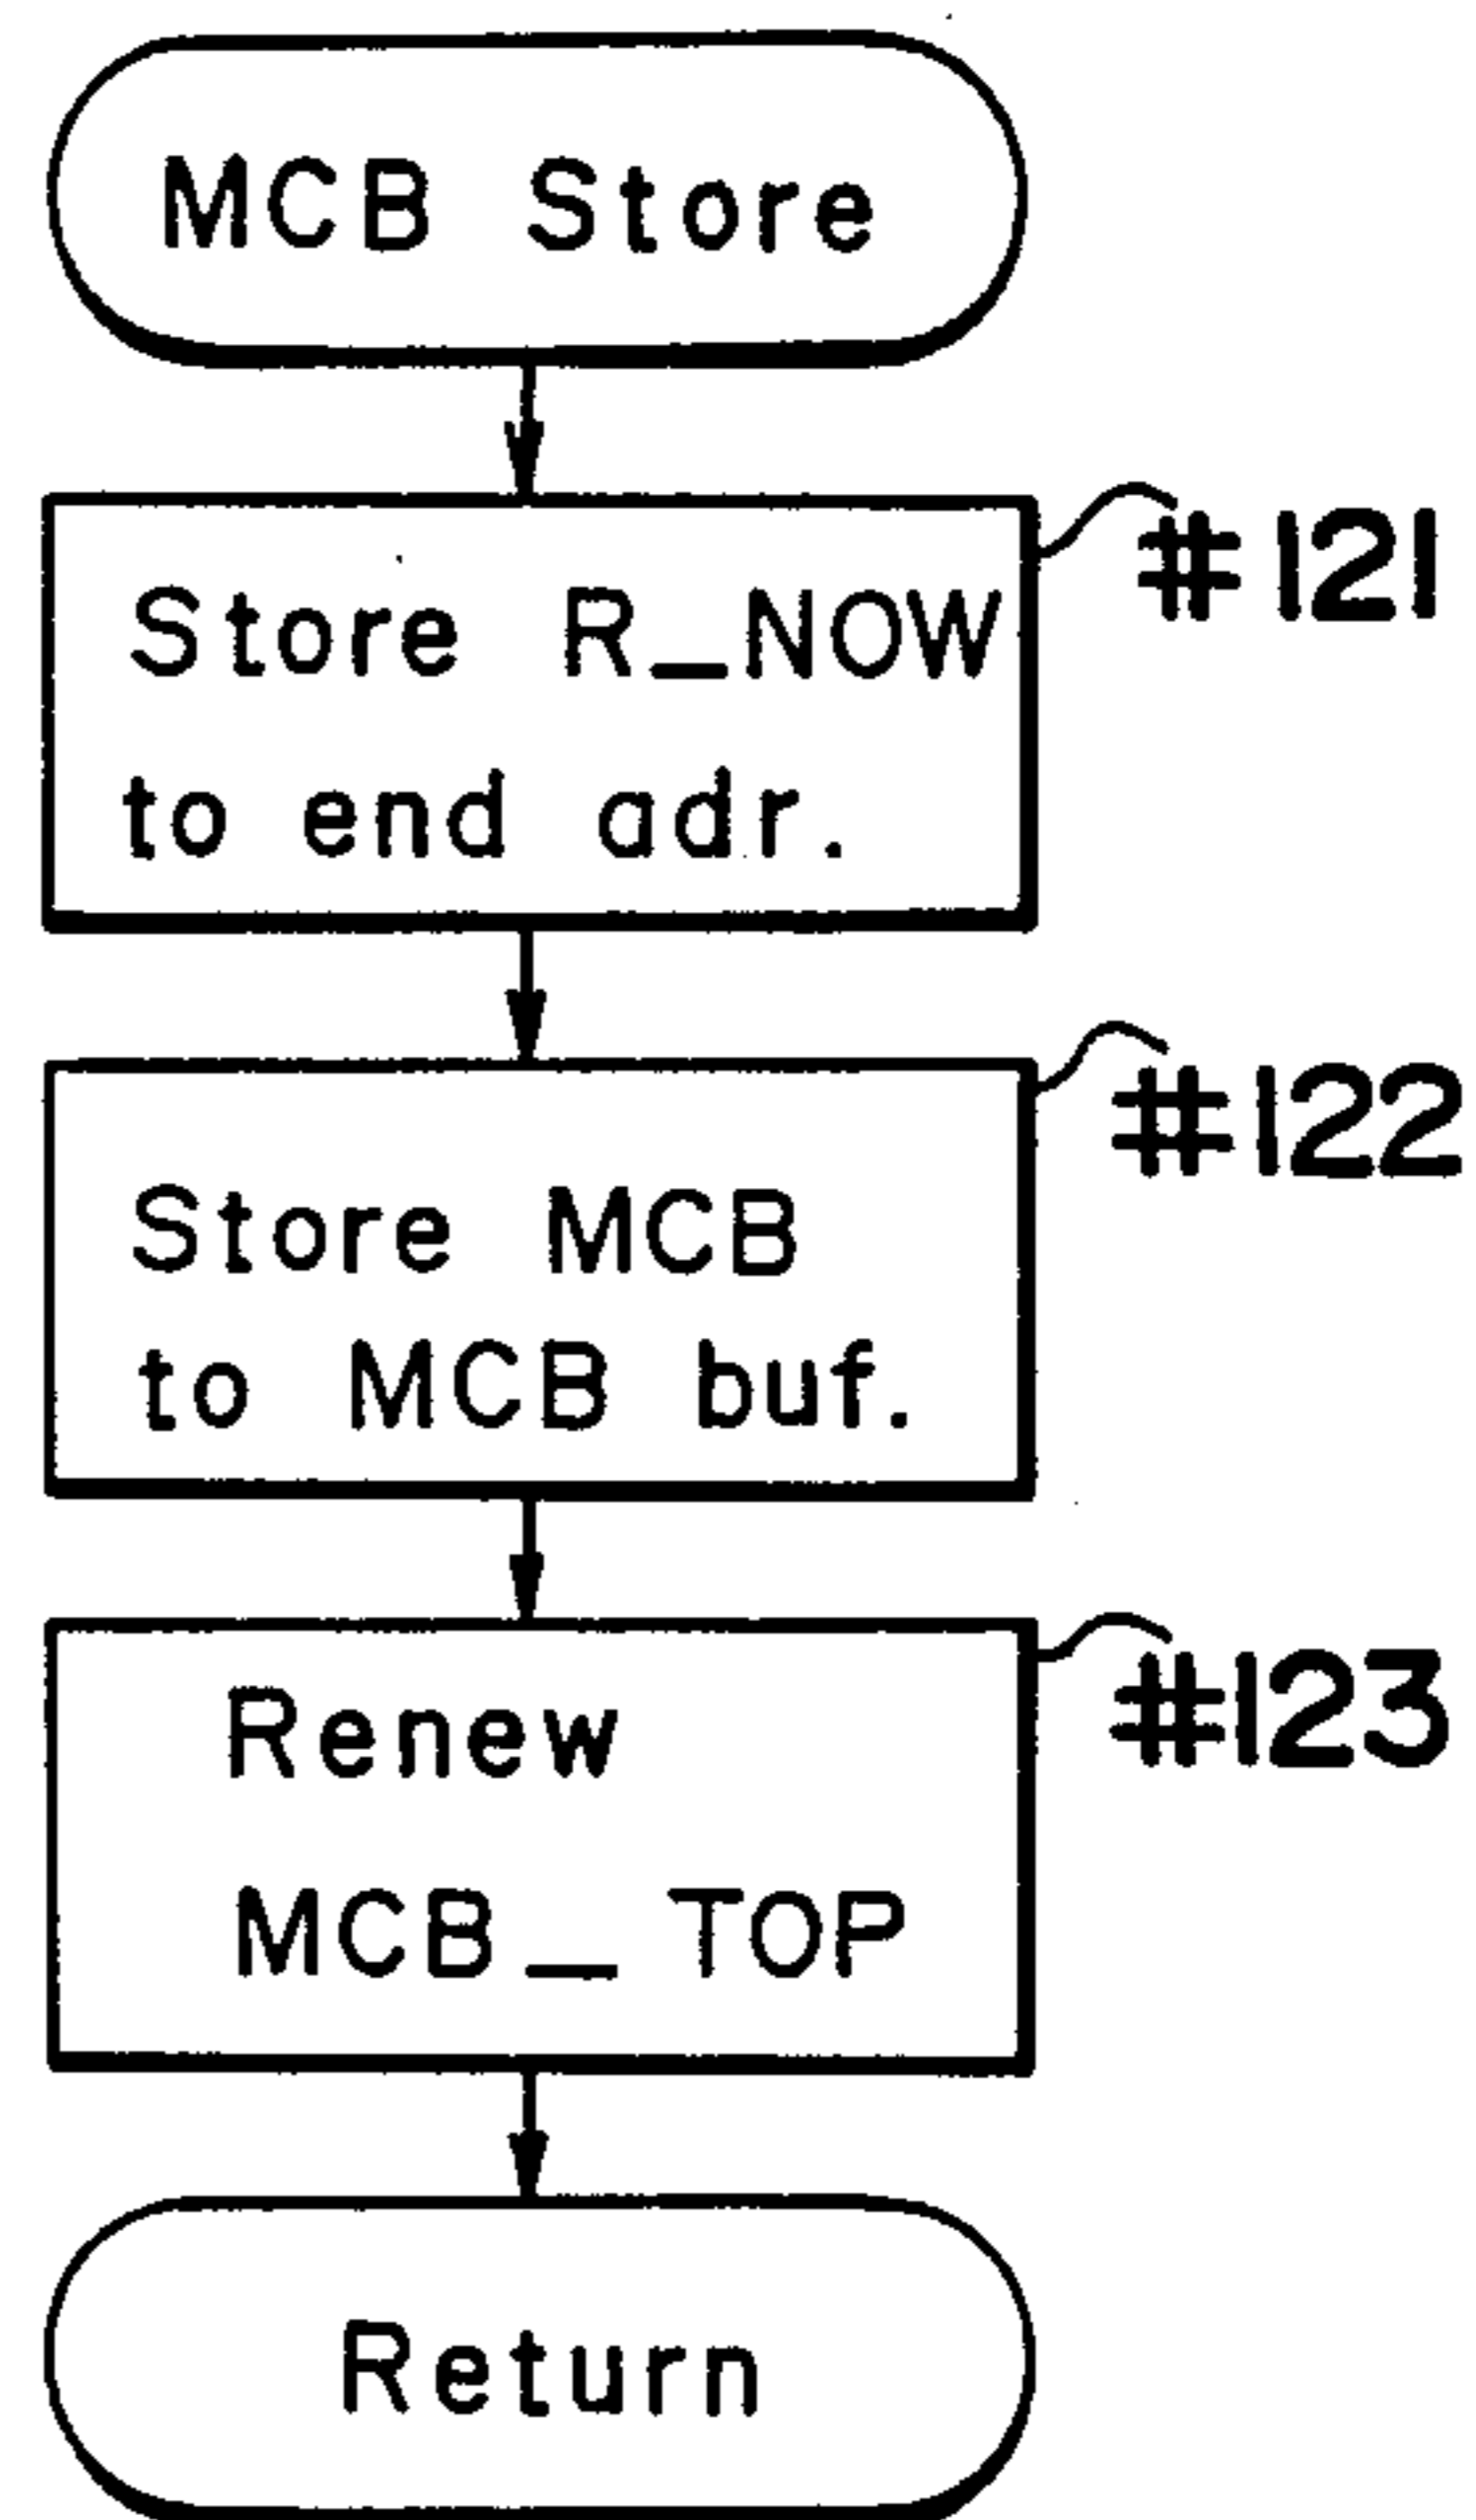 MCB Store
Store R_NOW
to end adr.
#121
Store MCB
to MCB buf.
#122
Renew
MCB_TOP
#123
Return